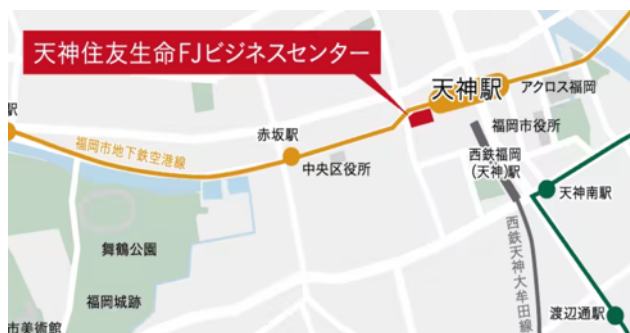 天神住友生命FJビジネスセンター
天神駅
アクロス福岡
駅
福岡市役所
赤坂駅
福岡市地下鉄空港線
中央区役所
西鉄福岡
(天神)駅
天神南駅
舞鶴公園
西鉄天神大牟田線
福岡城跡
渡辺通駅
市美術館